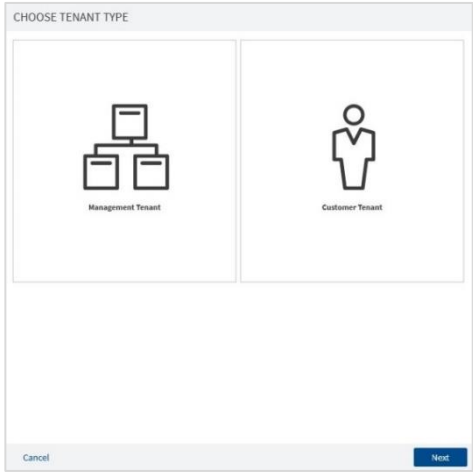 CHOOSE TENANT TYPE
Management Tenant
Customer Tenant
Cancel
Next